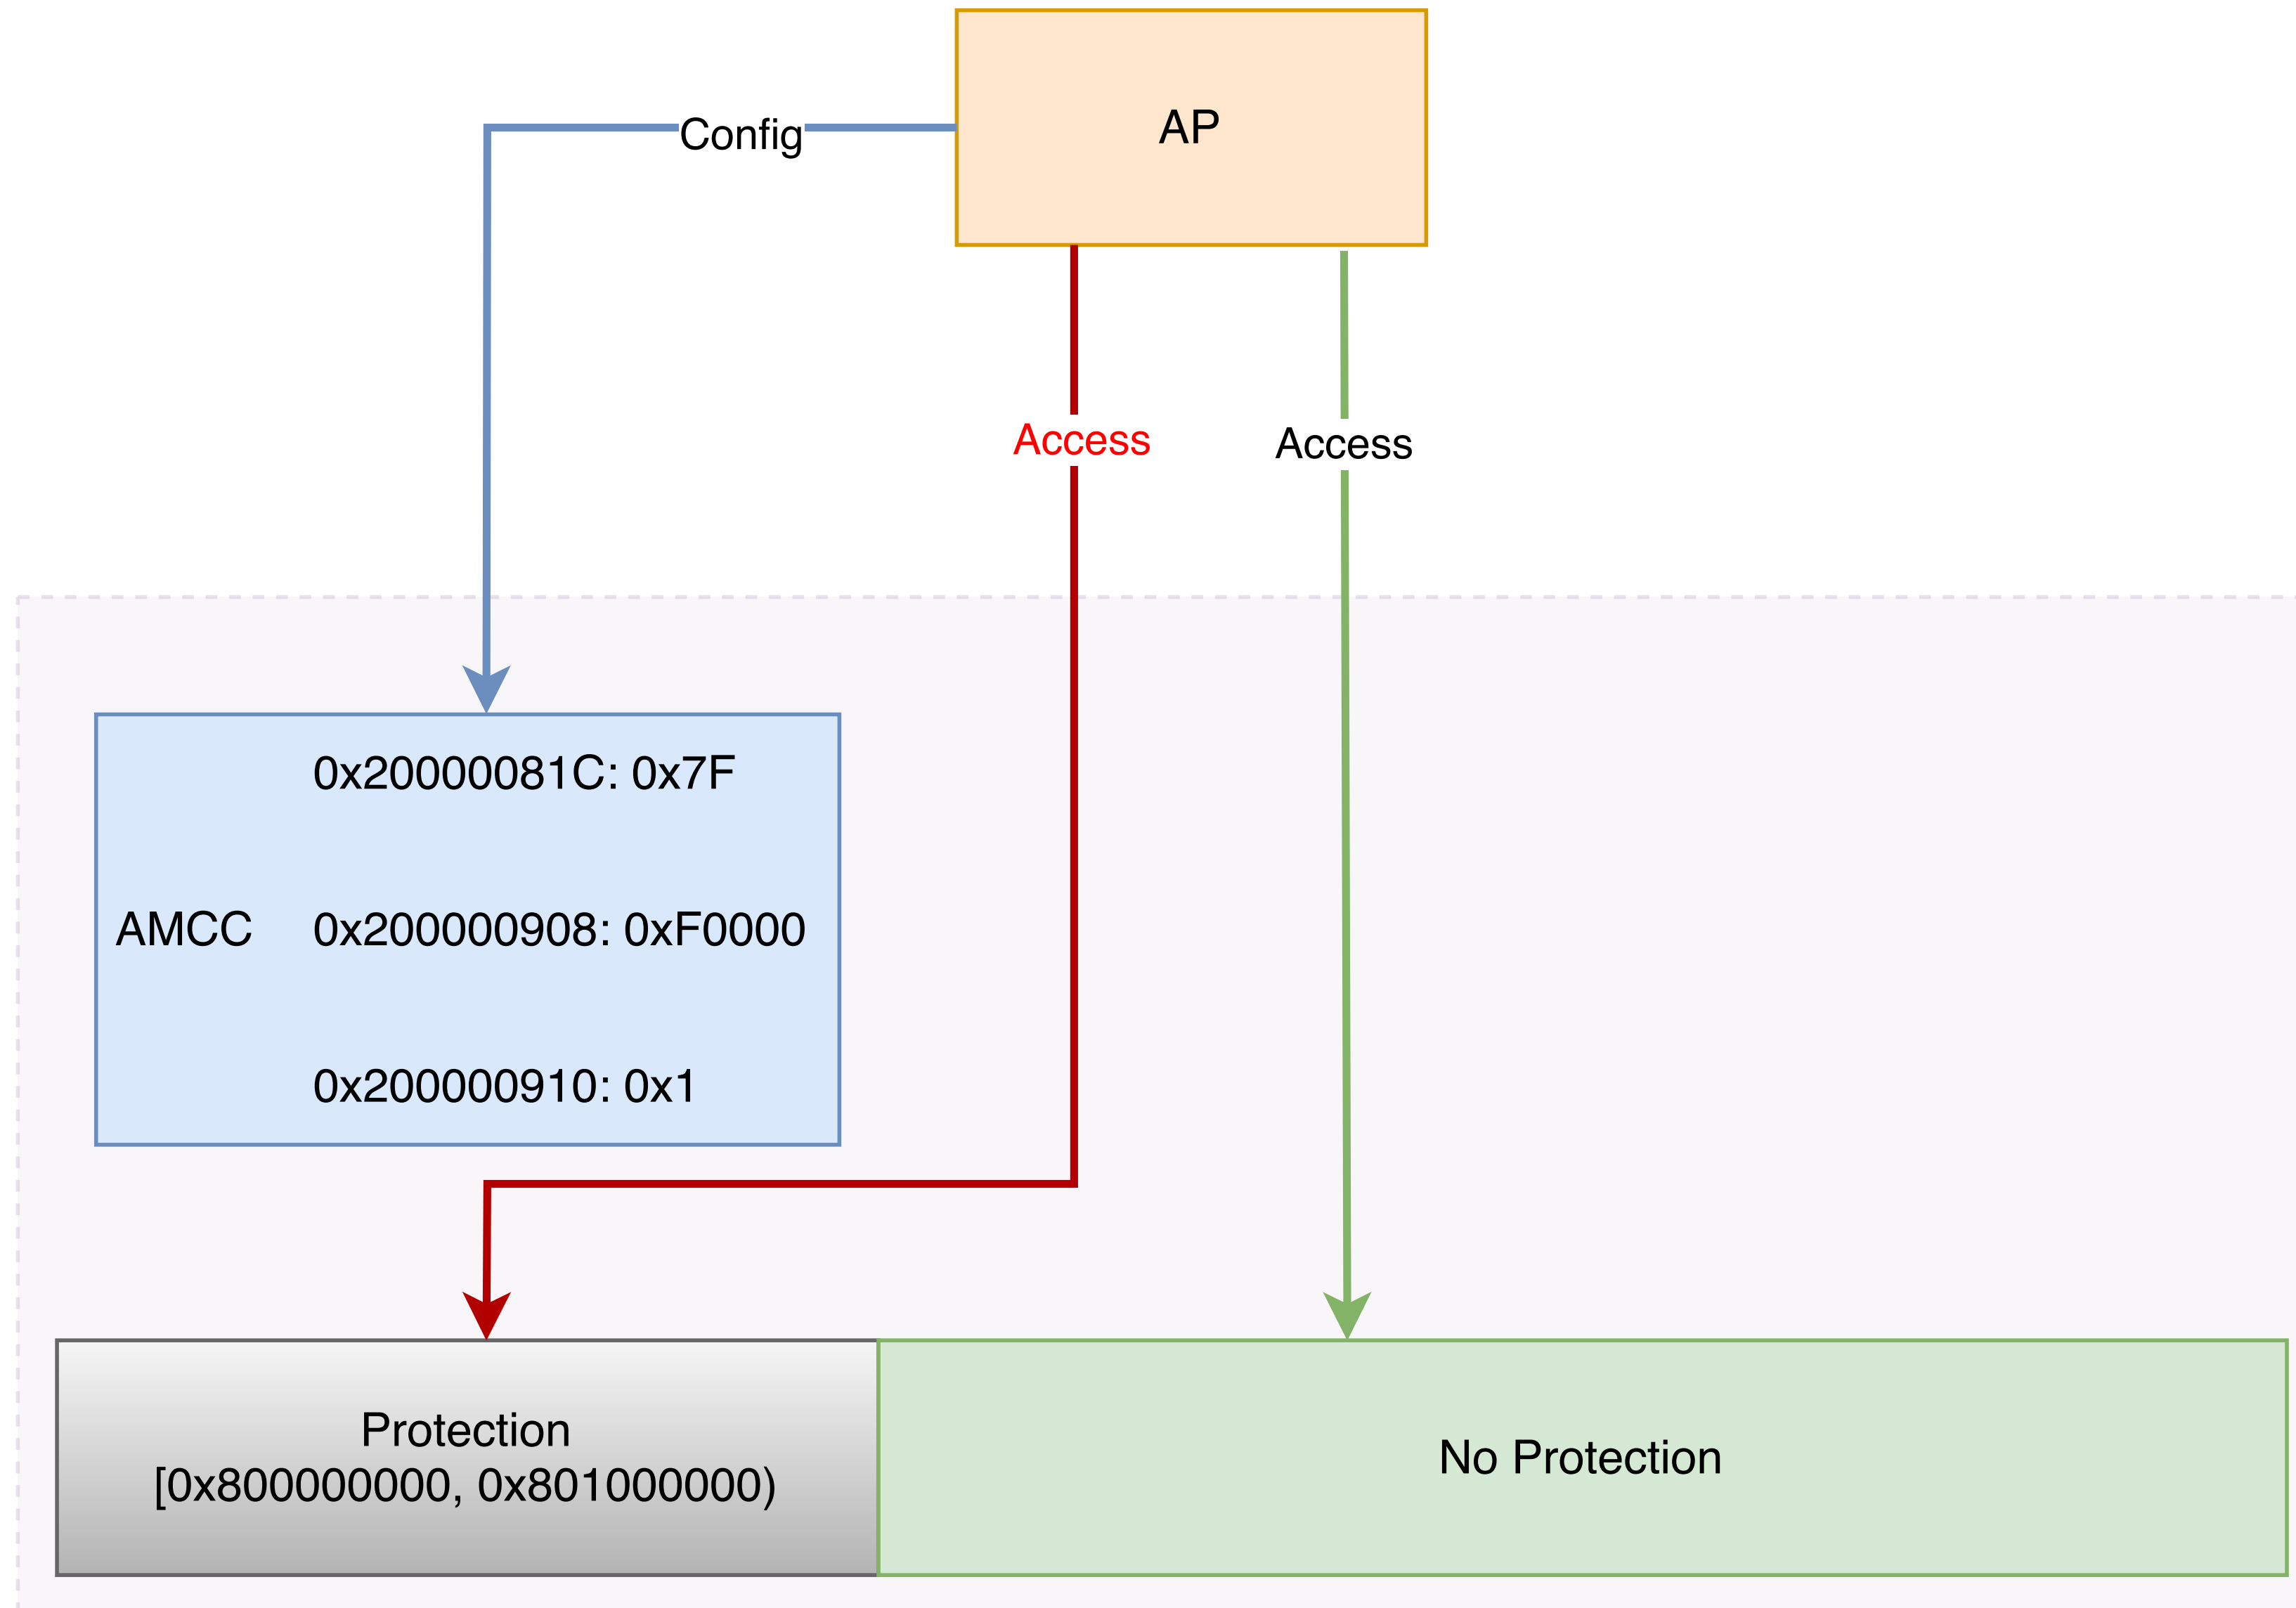 AP
Config
Access
Access
0x20000081C: 0x7F
AMCC
0x200000908: 0xF0000
0x200000910: 0x1
Protection
[0x800000000, 0x801000000)
No Protection